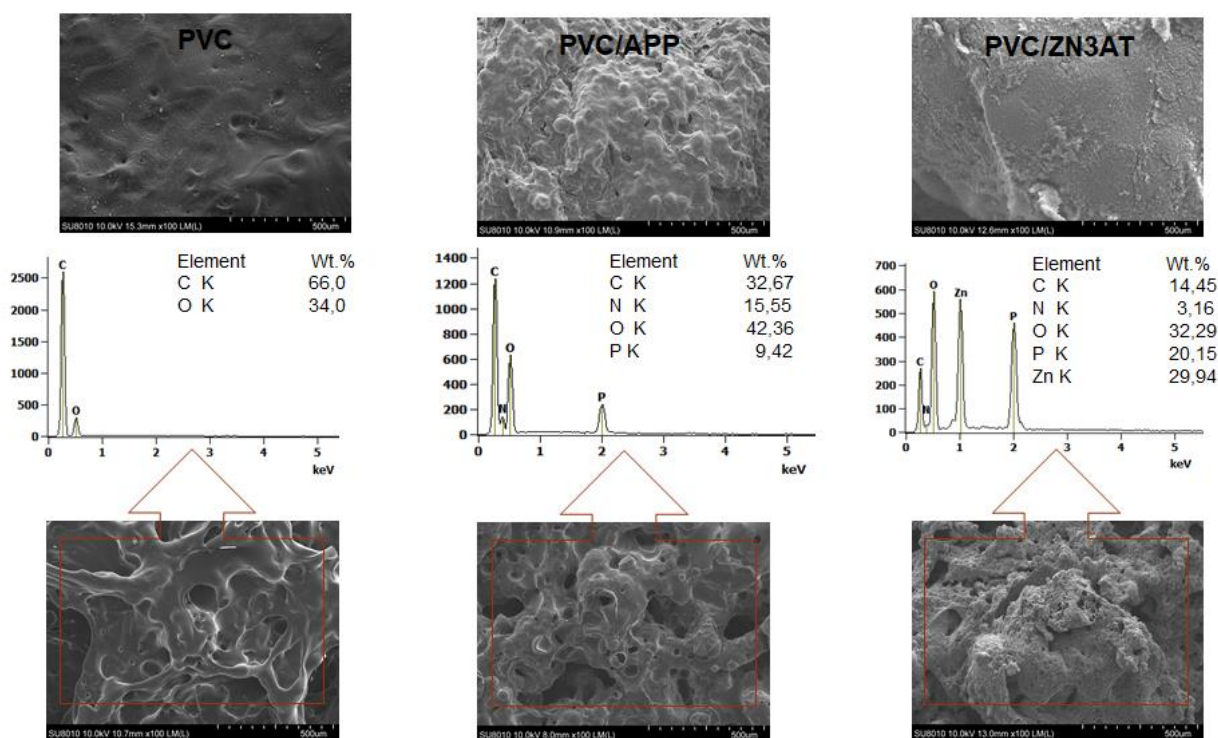 PVC
PVC/APP
PVC/ZN3AT
SU8010 10.0kV 15.3mm x100 LM(L) 500um
SU8010 10.0kV 10.9mm x100 LM(L) 500um
SU8010 10.0kV 12.6mm x100 LM(L) 500um
Element Wt.%
C K 66,0
O K 34,0
C
O
2500
2000
1500
1000
500
0
0 1 2 3 4 5
keV
Element Wt.%
C K 32,67
N K 15,55
O K 42,36
P K 9,42
C
N
O
P
1400
1200
1000
800
600
400
200
0
0 1 2 3 4 5
keV
Element Wt.%
C K 14,45
N K 3,16
O K 32,29
P K 20,15
Zn K 29,94
C
N
O
Zn
P
700
600
500
400
300
200
100
0
0 1 2 3 4 5
keV
SU8010 10.0kV 10.7mm x100 LM(L) 500um
SU8010 10.0kV 8.0mm x100 LM(L) 500um
SU8010 10.0kV 13.0mm x100 LM(L) 500um